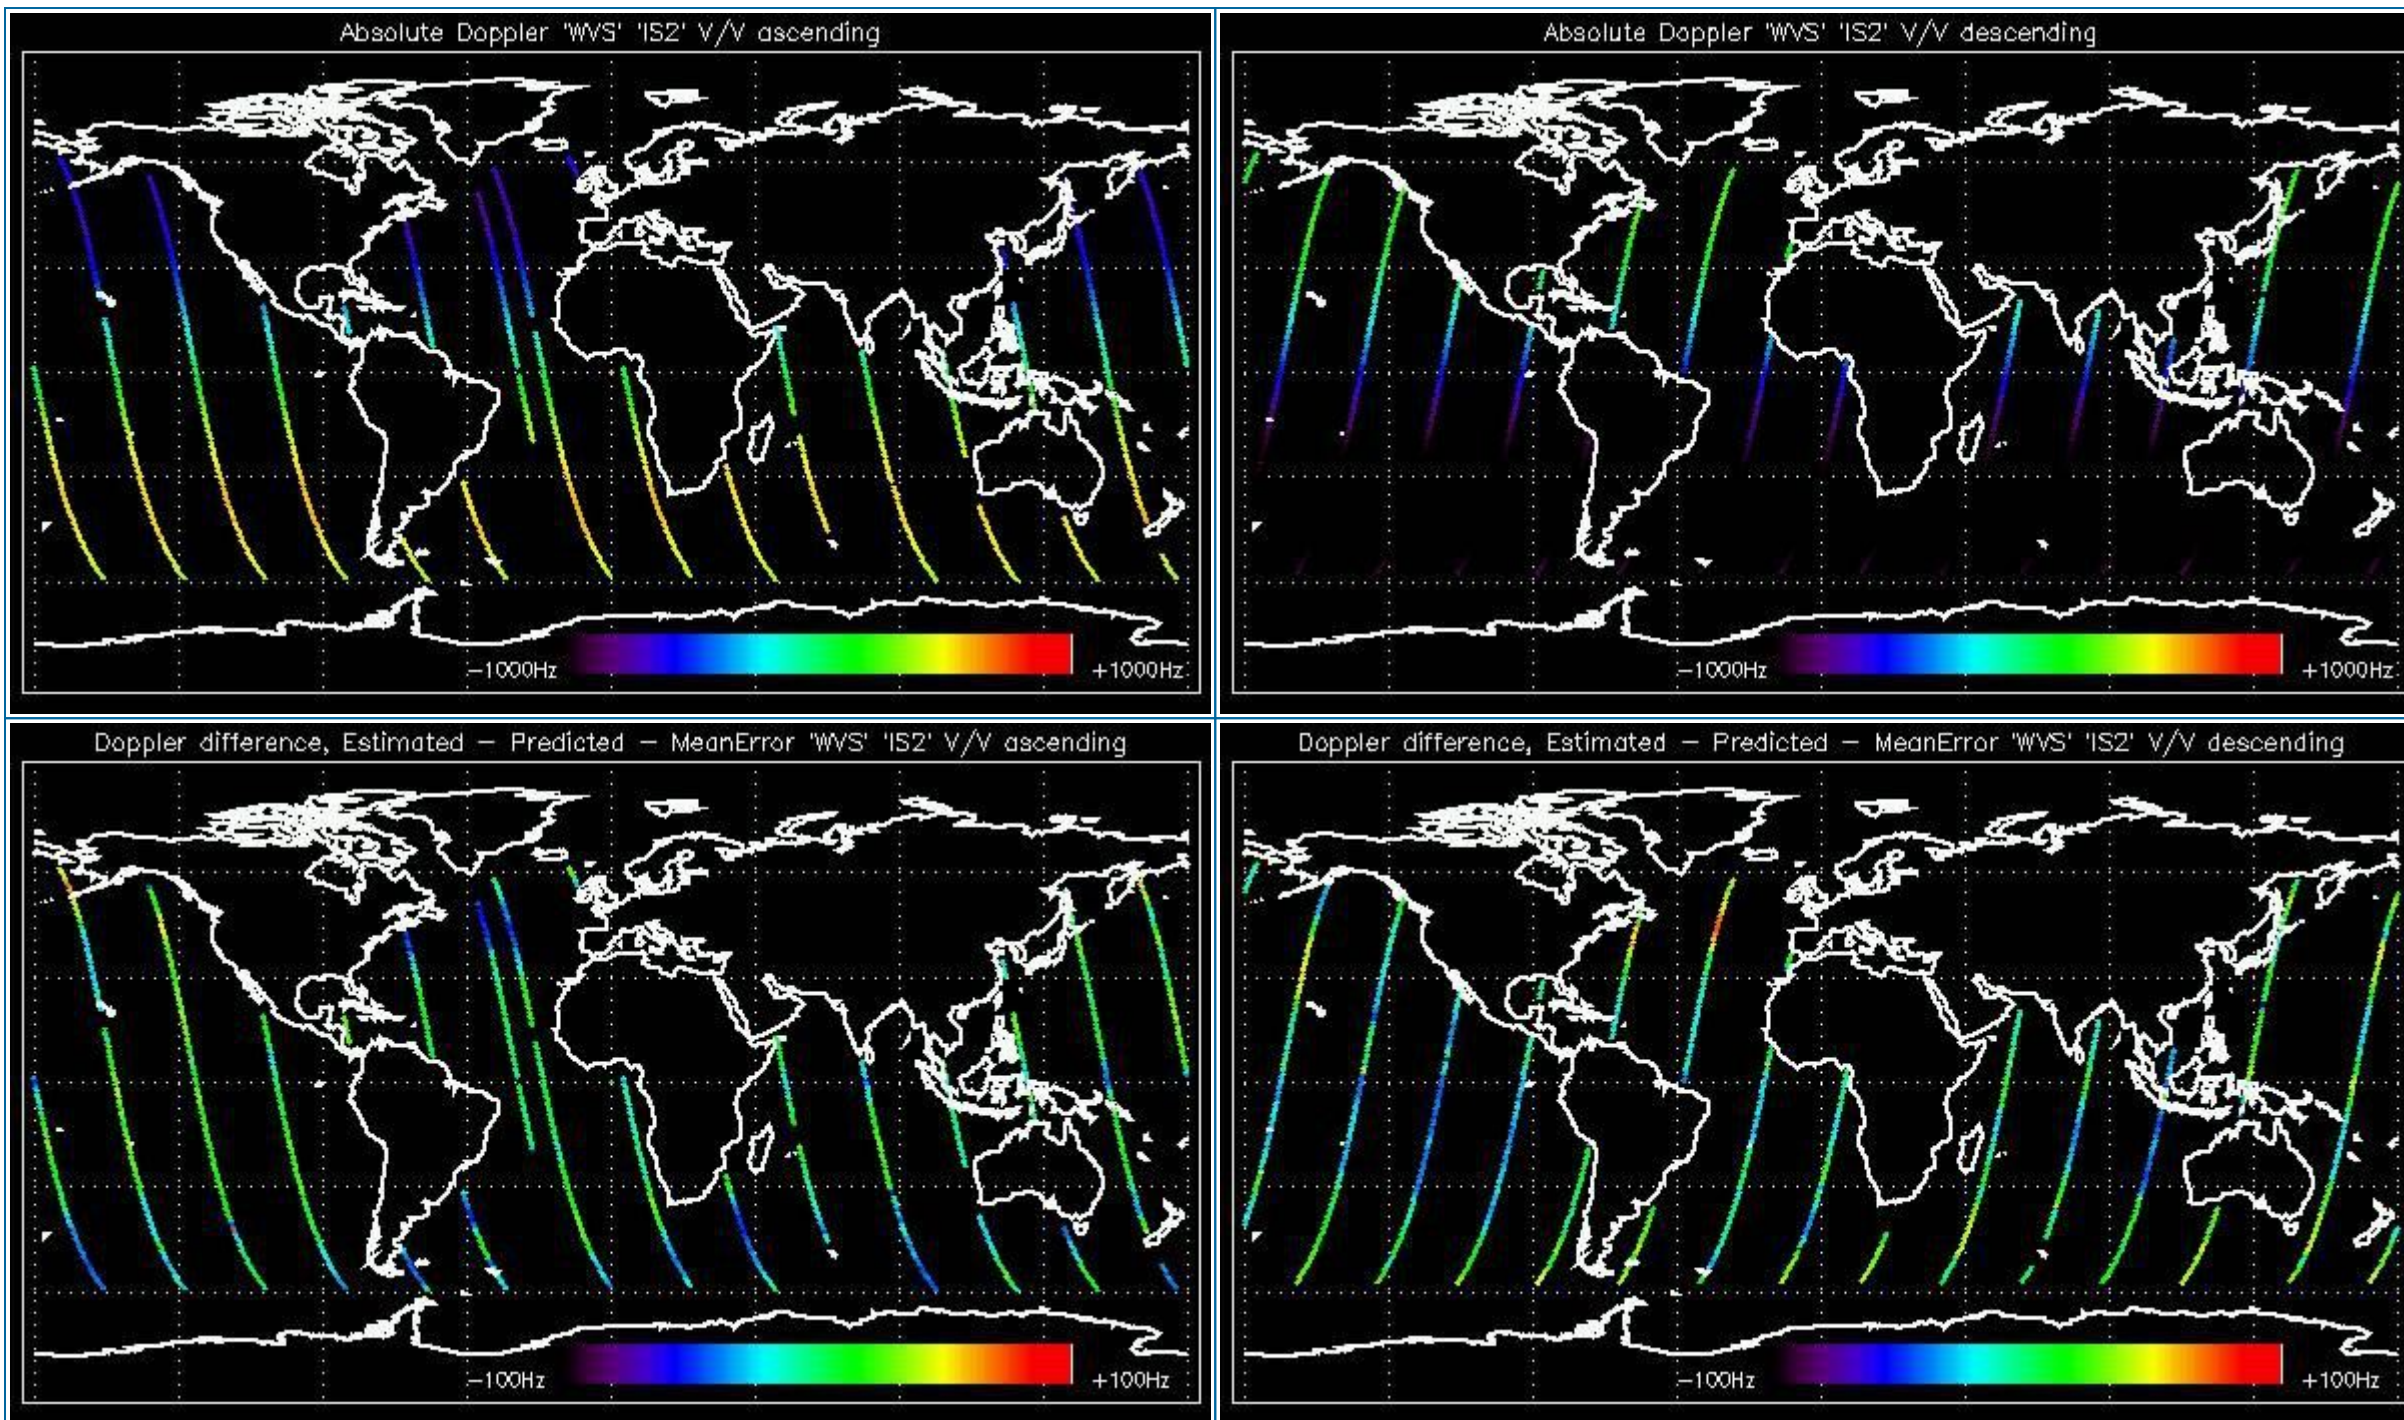 Absolute Doppler 'WVS' 'IS2' V/V ascending
-1000Hz
+1000Hz
Absolute Doppler 'WVS' 'IS2' V/V descending
-1000Hz
+1000Hz
Doppler difference, Estimated - Predicted - MeanError 'WVS' 'IS2' V/V ascending
-100Hz
+100Hz
Doppler difference, Estimated - Predicted - MeanError 'WVS' 'IS2' V/V descending
-100Hz
+100Hz